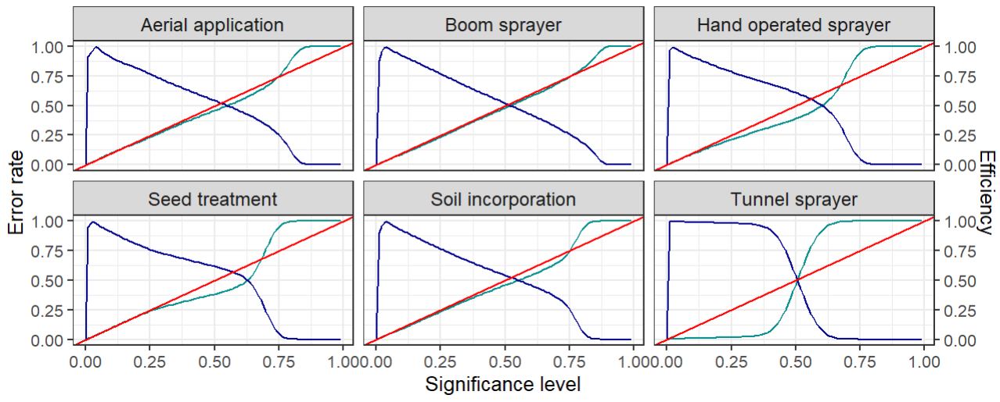 Aerial application Boom sprayer Hand operated sprayer
1.00 1.00
0.75 0.75
0.50 0.50
0.25 0.25
0.00 0.00
Error rate
Efficiency
Seed treatment Soil incorporation Tunnel sprayer
1.00 1.00
0.75 0.75
0.50 0.50
0.25 0.25
0.00 0.00
0.00 0.25 0.50 0.75 1.00 0.00 0.25 0.50 0.75 1.00 0.00 0.25 0.50 0.75 1.00
Significance level